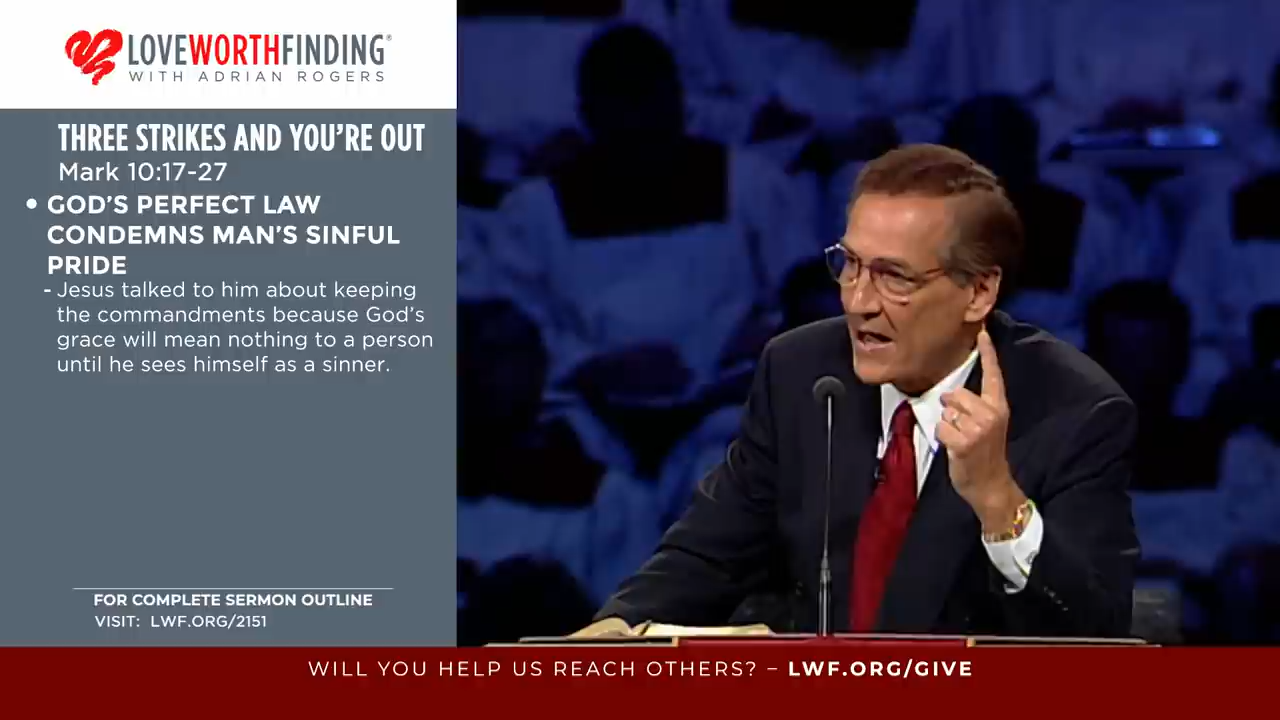 LOVEWORTHFINDING®
WITH ADRIAN ROGERS
THREE STRIKES AND YOU'RE OUT
Mark 10:17-27
• GOD'S PERFECT LAW
CONDEMNS MAN'S SINFUL
PRIDE
- Jesus talked to him about keeping
the commandments because God's
grace will mean nothing to a person
until he sees himself as a sinner.
FOR COMPLETE SERMON OUTLINE
VISIT: LWF.ORG/2151
WILL YOU HELP US REACH OTHERS? – LWF.ORG/GIVE